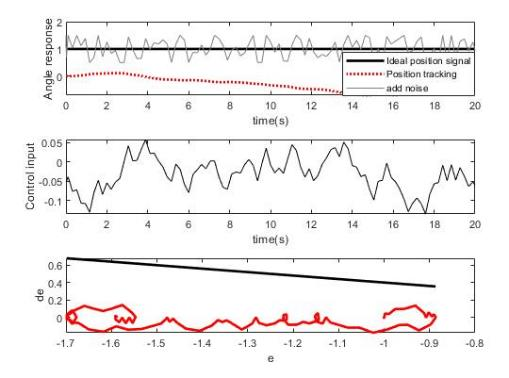 Angle response
2
1
0
0 2 4 6 8 10 12 14 16 18 20
time(s)
Ideal position signal
Position tracking
add noise
Control input
0.05
0
-0.05
-0.1
0 2 4 6 8 10 12 14 16 18 20
time(s)
de
0.6
0.4
0.2
0
-1.7 -1.6 -1.5 -1.4 -1.3 -1.2 -1.1 -1 -0.9 -0.8
e